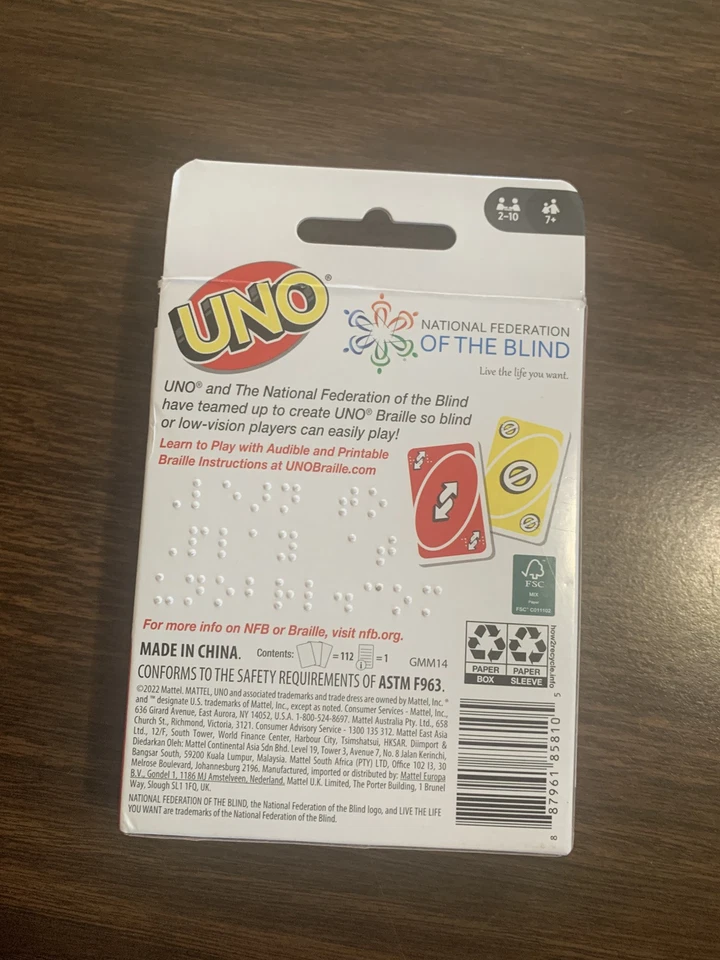 2-10
7+
UNO®
NATIONAL FEDERATION
OF THE BLIND
Live the life you want.
UNO® and The National Federation of the Blind
have teamed up to create UNO® Braille so blind
or low-vision players can easily play!
Learn to Play with Audible and Printable
Braille Instructions at UNOBraille.com
FSC
MIX
Paper
FSC® C011102
For more info on NFB or Braille, visit nfb.org.
MADE IN CHINA. Contents: =112 =1 GMM14
PAPER PAPER
BOX SLEEVE
how2recycle.info
CONFORMS TO THE SAFETY REQUIREMENTS OF ASTM F963.
©2022 Mattel. MATTEL, UNO and associated trademarks and trade dress are owned by Mattel, Inc. ®
and ™ designate U.S. trademarks of Mattel, Inc., except as noted. Consumer Services - Mattel, Inc.,
636 Girard Avenue, East Aurora, NY 14052, U.S.A. 1-800-524-8697. Mattel Australia Pty. Ltd., 658
Church St., Richmond, Victoria, 3121. Consumer Advisory Service - 1300 135 312. Mattel East Asia
Ltd., 12/F, South Tower, World Finance Center, Harbour City, Tsimshatsui, HKSAR. Diimport &
Diedarkan Oleh: Mattel Continental Asia Sdn Bhd. Level 19, Tower 3, Avenue 7, No. 8 Jalan Kerinchi,
Bangsar South, 59200 Kuala Lumpur, Malaysia. Mattel South Africa (PTY) LTD, Office 102 I3, 30
Melrose Boulevard, Johannesburg 2196. Manufactured, imported or distributed by: Mattel Europa
B.V., Gondel 1, 1186 MJ Amstelveen, Nederland. Mattel U.K. Limited, The Porter Building, 1 Brunel
Way, Slough SL1 1FQ, UK.
NATIONAL FEDERATION OF THE BLIND, the National Federation of the Blind logo, and LIVE THE LIFE
YOU WANT are trademarks of the National Federation of the Blind.
8 87961 85810 5